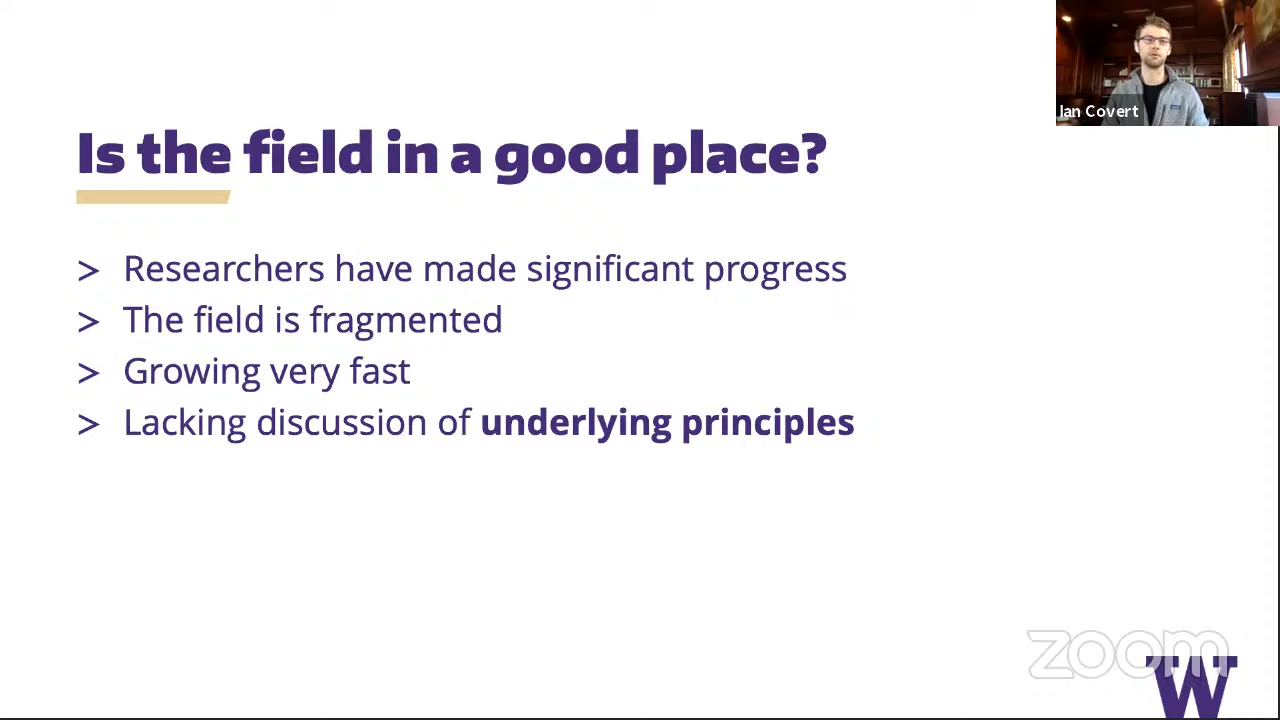 Ian Covert
Is the field in a good place?
> Researchers have made significant progress
> The field is fragmented
> Growing very fast
> Lacking discussion of underlying principles
zoom
W